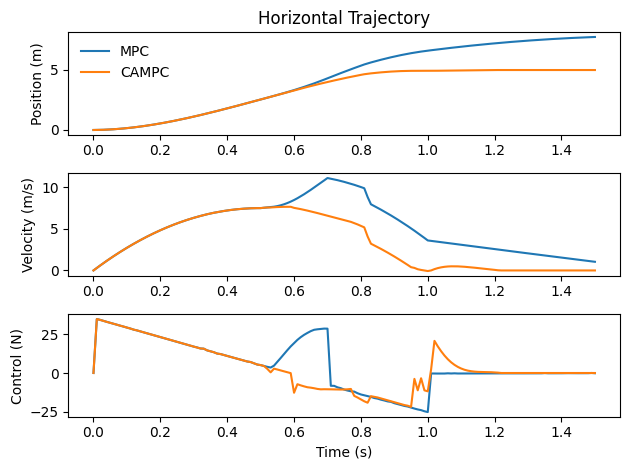 Horizontal Trajectory
Position (m)
5
0
MPC
CAMPC
0.0 0.2 0.4 0.6 0.8 1.0 1.2 1.4
Velocity (m/s)
10
5
0
0.0 0.2 0.4 0.6 0.8 1.0 1.2 1.4
Control (N)
25
0
−25
0.0 0.2 0.4 0.6 0.8 1.0 1.2 1.4
Time (s)